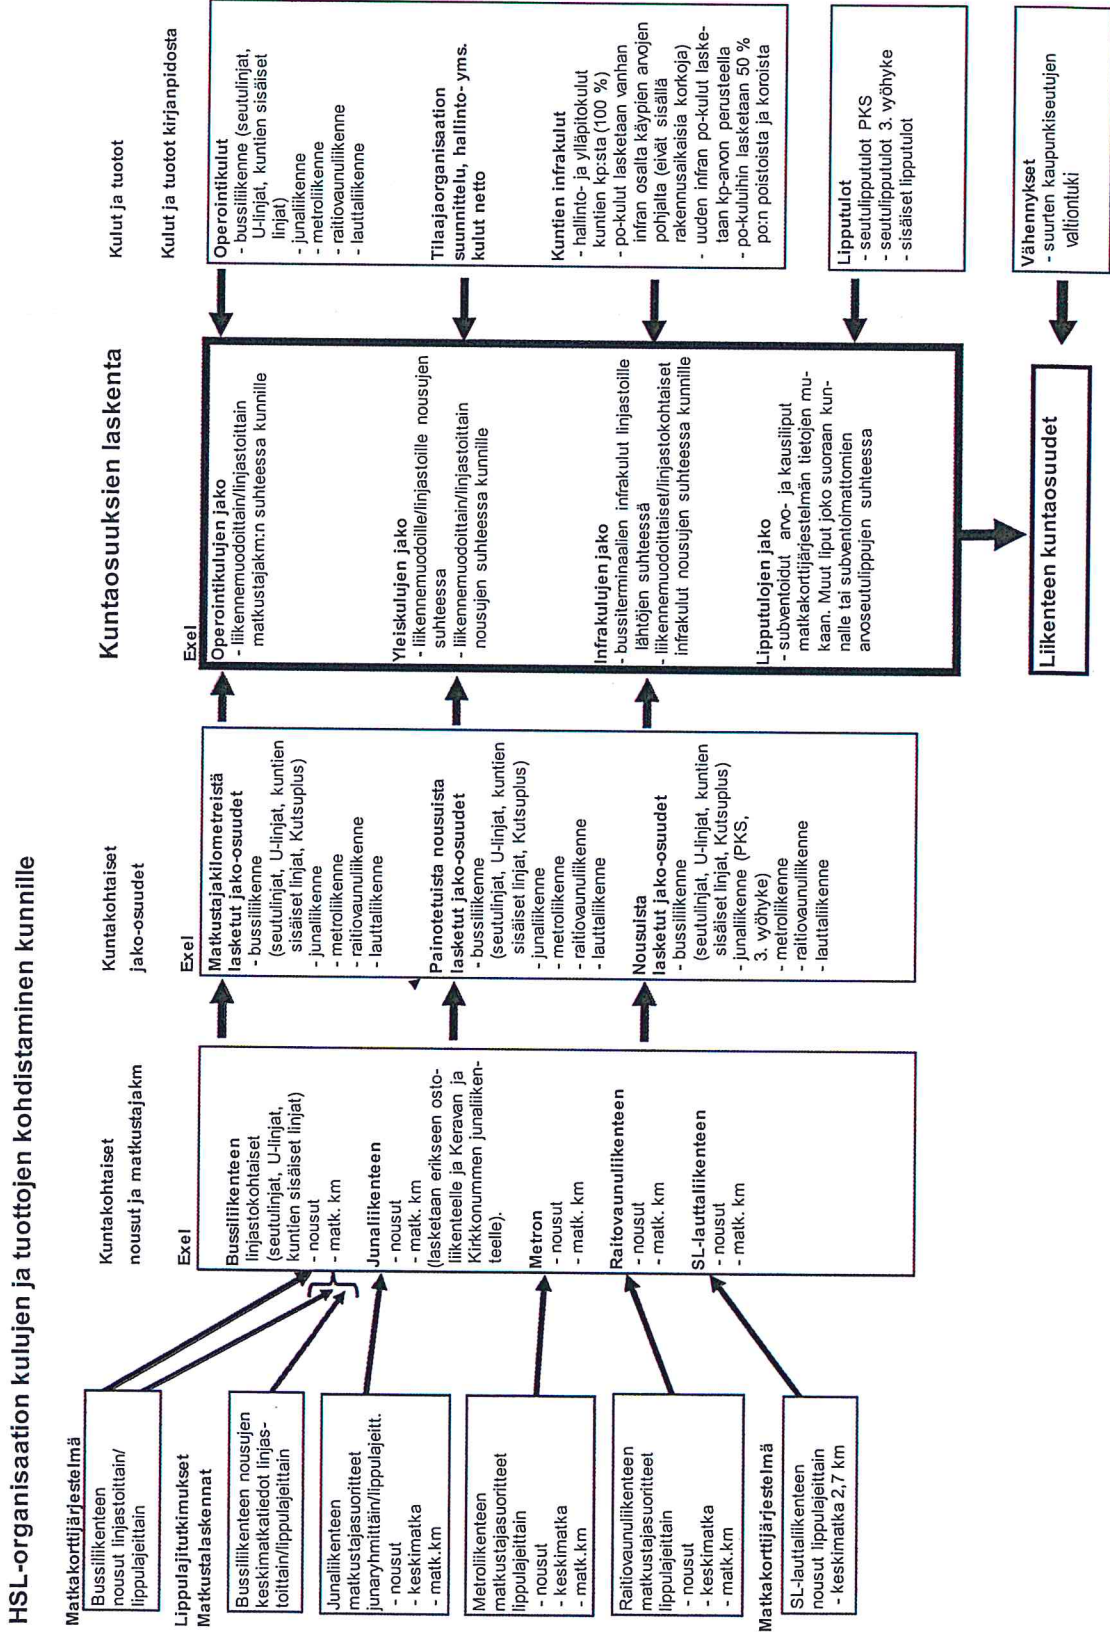 HSL-organisaation kulujen ja tuottojen kohdistaminen kunnille
Matkakorttijärjestelmä
Bussiliikenteen
nousut linjastoittain/
lippulajeittain
Lippulajitutkimukset
Matkustalaskennat
Bussiliikenteen nousujen
keskimatkatiedot linjas-
toittain/lippulajeittain
Junaliikenteen
matkustajasuoritteet
junaryhmittäin/lippulajeitt.
- nousut
- keskimatka
- matk.km
Metroliikenteen
matkustajasuoritteet
lippulajeittain
- nousut
- keskimatka
- matk.km
Raitiovaunuliikenteen
matkustajasuoritteet
lippulajeittain
- nousut
- keskimatka
- matk.km
Matkakorttijärjestelmä
SL-lauttaliikenteen
nousut lippulajeittain
- keskimatka 2,7 km
Kuntakohtaiset
nousut ja matkustajakm
Exel
Bussiliikenteen
linjastokohtaiset
(seutulinjat, U-linjat,
kuntien sisäiset linjat)
- nousut
- matk. km
Junaliikenteen
- nousut
- matk. km
(lasketaan erikseen osto-
liikenteelle ja Keravan ja
Kirkkonummen junaliiken-
teelle).
Metron
- nousut
- matk. km
Raitovaunuliikenteen
- nousut
- matk. km
SL-lauttaliikenteen
- nousut
- matk. km
Kuntakohtaiset
jako-osuudet
Exel
Matkustajakilometreistä
lasketut jako-osuudet
- bussiliikenne
(seutulinjat, U-linjat, kuntien
sisäiset linjat, Kutsuplus)
- junaliikenne
- metroliikenne
- raitiovaunuliikenne
- lauttaliikenne
Painotetuista nousuista
lasketut jako-osuudet
- bussiliikenne
(seutulinjat, U-linjat, kuntien
sisäiset linjat, Kutsuplus)
- junaliikenne
- metroliikenne
- raitiovaunuliikenne
- lauttaliikenne
Nousuista
lasketut jako-osuudet
- bussiliikenne
(seutulinjat, U-linjat, kuntien
sisäiset linjat, Kutsuplus)
- junaliikenne (PKS,
3. vyöhyke)
- metroliikenne
- raitiovaunuliikenne
- lauttaliikenne
Kuntaosuuksien laskenta
Exel
Operointikulujen jako
- liikennemuodoittain/linjastoittain
matkustajakm:n suhteessa kunnille
Yleiskulujen jako
- liikennemuodoille/linjastoille nousujen
suhteessa
- liikennemuodoittain/linjastoittain
nousujen suhteessa kunnille
Infrakulujen jako
- bussiterminaalien infrakulut linjastoille
lähtöjen suhteessä
- liikennemuodoittaiset/linjastokohtaiset
infrakulut nousujen suhteessa kunnille
Lipputulojen jako
- subventoidut arvo- ja kausiliput
matkakorttijärjestelmän tietojen mu-
kaan. Muut liput joko suoraan kun-
nalle tai subventoimattomien
arvoseutulippujen suhteessa
Liikenteen kuntaosuudet
Kulut ja tuotot
Kulut ja tuotot kirjanpidosta
Operointikulut
- bussiliikenne (seutulinjat,
U-linjat, kuntien sisäiset
linjat)
- junaliikenne
- metroliikenne
- raitiovaunuliikenne
- lauttaliikenne
Tilaajaorganisaation
suunnittelu, hallinto- yms.
kulut netto
Kuntien infrakulut
- hallinto- ja ylläpitokulut
kuntien kp:sta (100 %)
- po-kulut lasketaan vanhan
infran osalta käypien arvojen
pohjalta (eivät sisällä
rakennusaikaisia korkoja)
- uuden infran po-kulut laske-
taan kp-arvon perusteella
- po-kuluihin lasketaan 50 %
po:n poistoista ja koroista
Lipputulot
- seutulipputulot PKS
- seutulipputulot 3. vyöhyke
- sisäiset lipputulot
Vähennykset
- suurten kaupunkiseutujen
valtiontuki